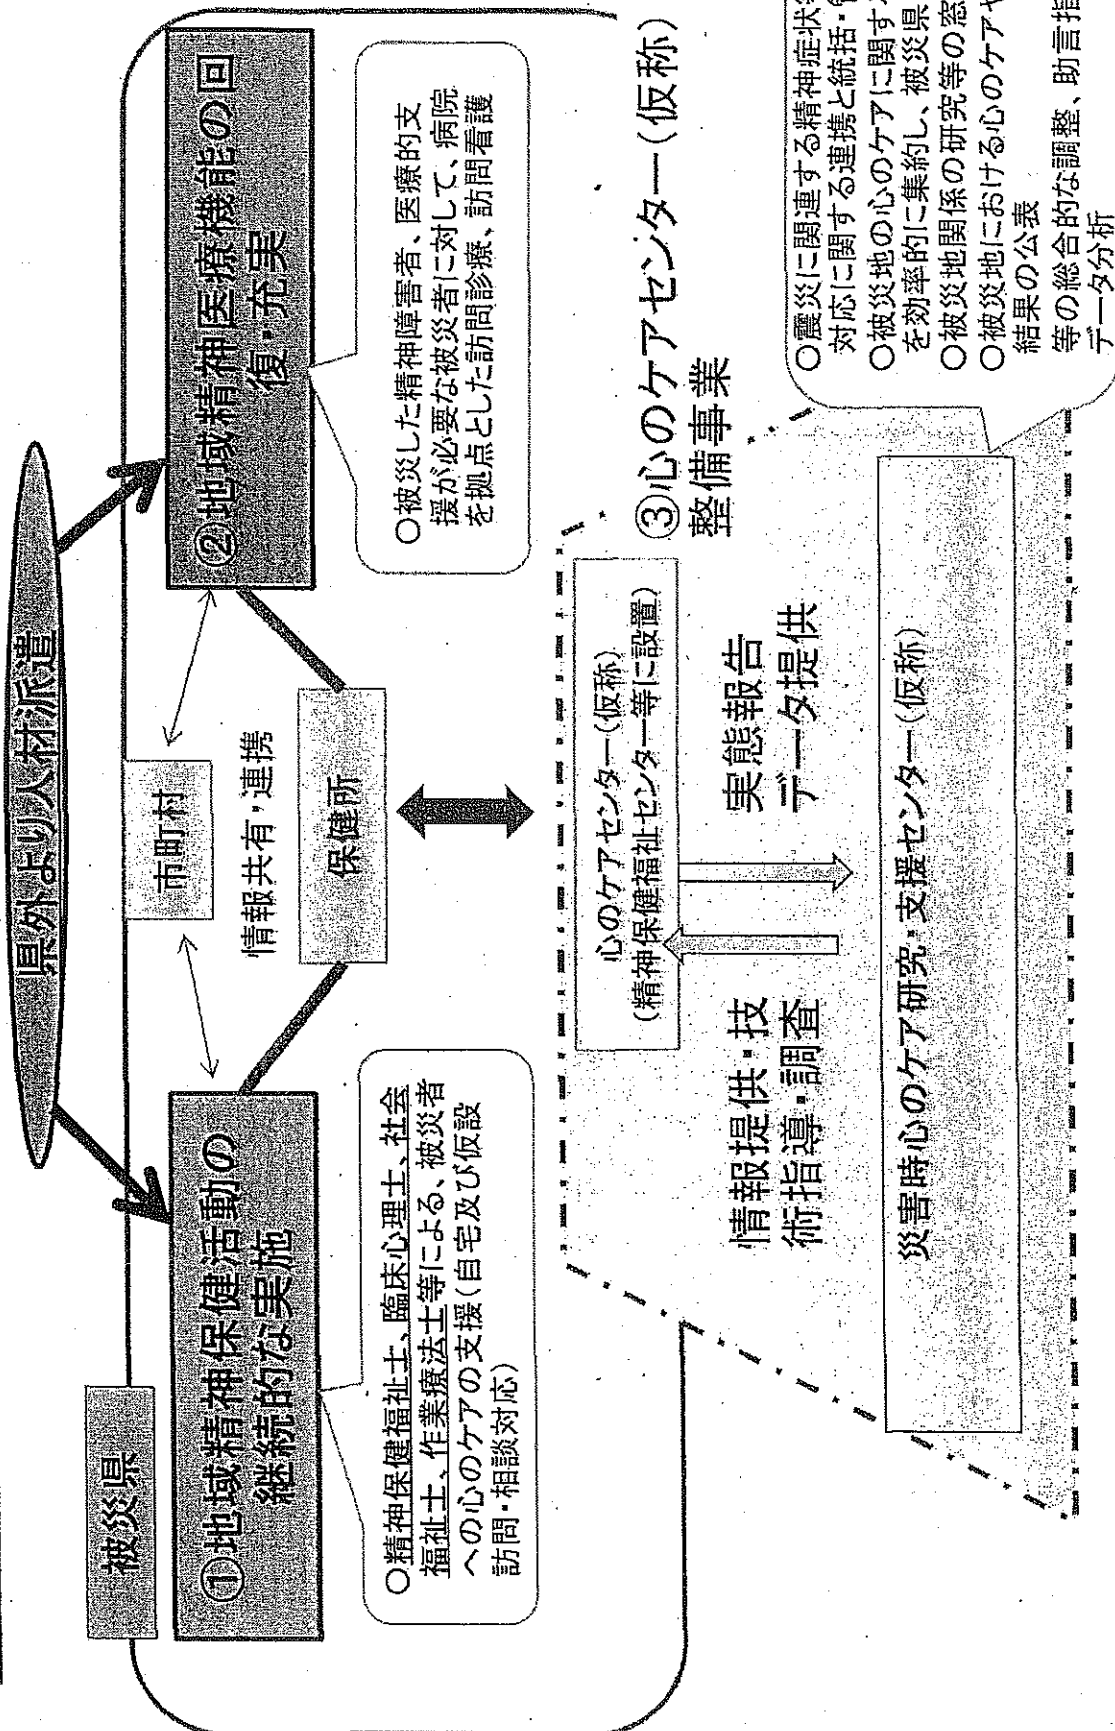 県外より人材派遣
被災県
①地域精神保健活動の
継続的な実施
市町村
②地域精神医療機能の回
復・充実
情報共有・連携
保健所
○精神保健福祉士、臨床心理士、社会
福祉士、作業療法士等による、被災者
への心のケアの支援(自宅及び仮設
訪問・相談対応)
○被災した精神障害者、医療的支
援が必要な被災者に対して、病院
を拠点とした訪問診療、訪問看護
心のケアセンター(仮称)
(精神保健福祉センター等に設置)
③心のケアセンター(仮称)
整備事業
情報提供・技
術指導・調査
実態報告
データ提供
災害時心のケア研究・支援センター(仮称)
○震災に関連する精神症状
対応に関する連携と統括・
○被災地の心のケアに関す
を効率的に集約し、被災県
○被災地関係の研究等の窓
○被災地における心のケアや
結果の公表
等の総合的な調整、助言指
データ分析